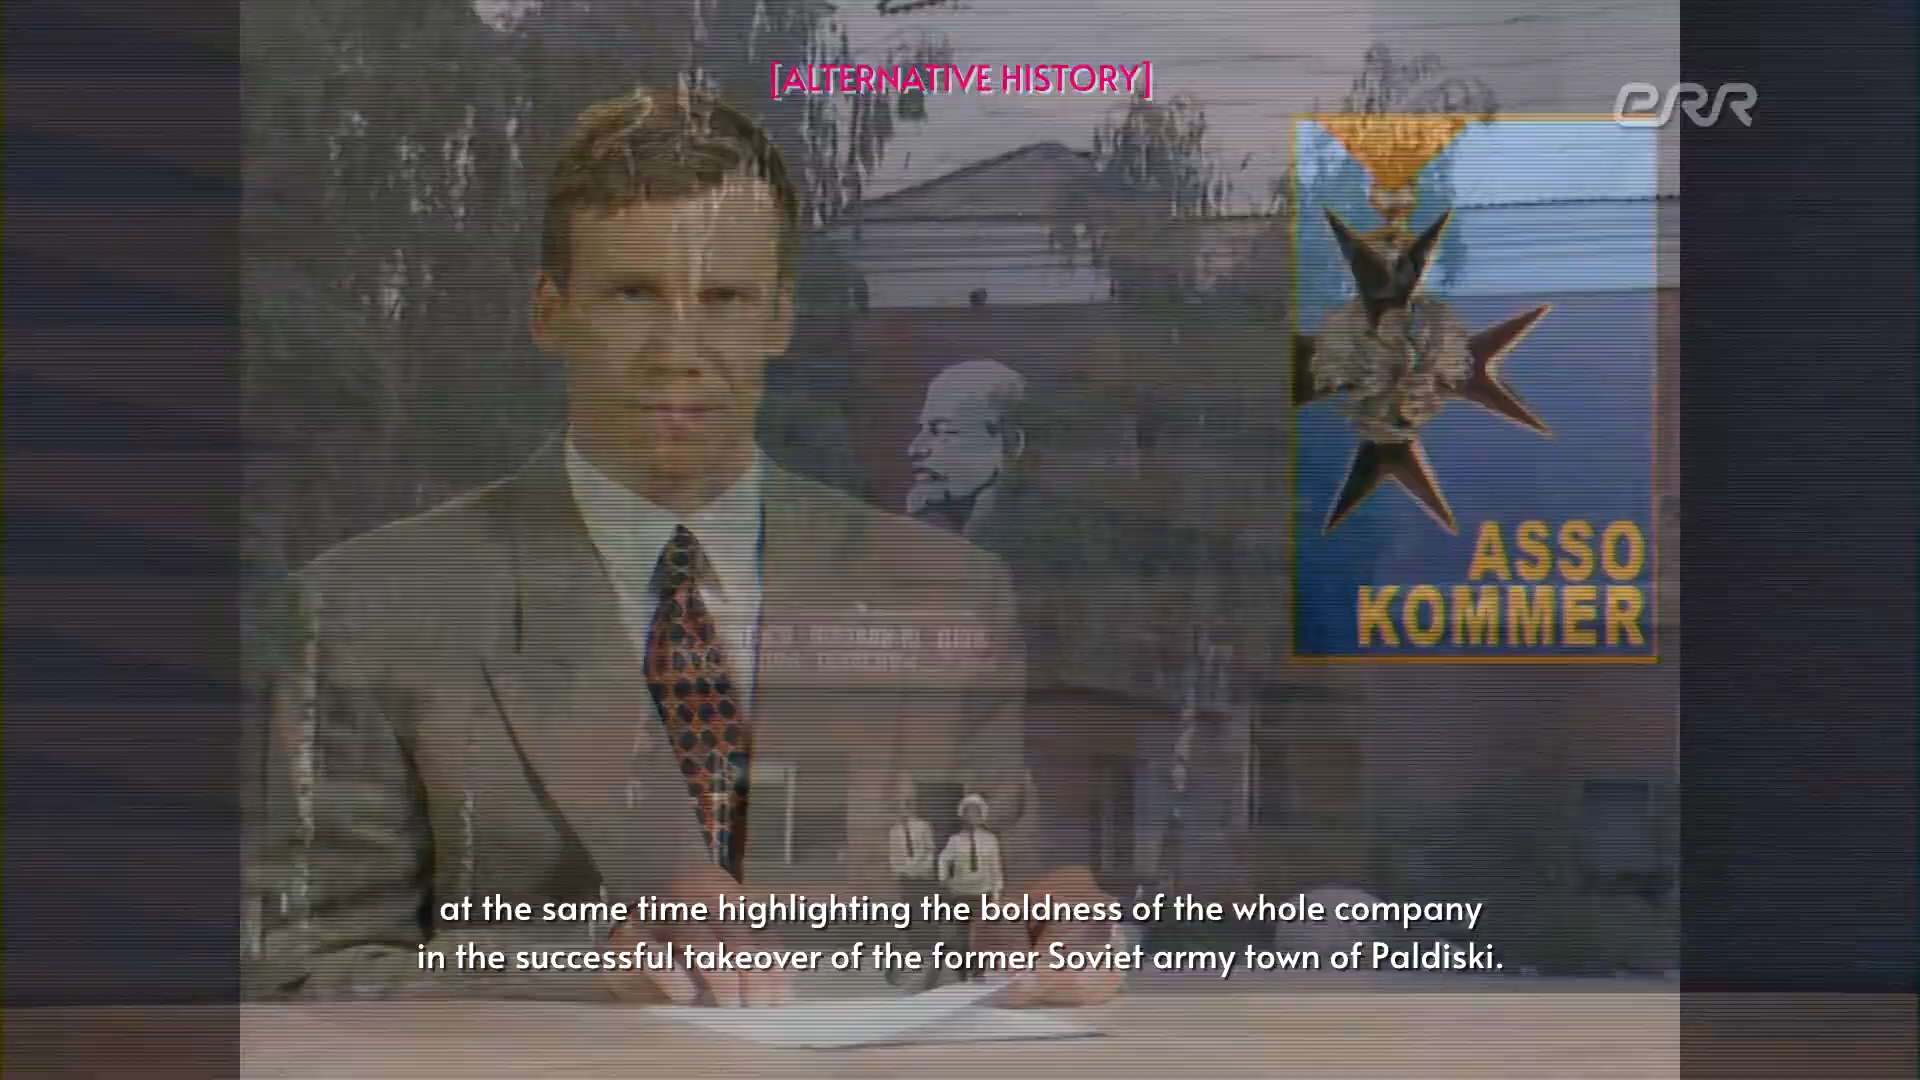 [ALTERNATIVE HISTORY]
eRR
ASSO
KOMMER
at the same time highlighting the boldness of the whole company
in the successful takeover of the former Soviet army town of Paldiski.